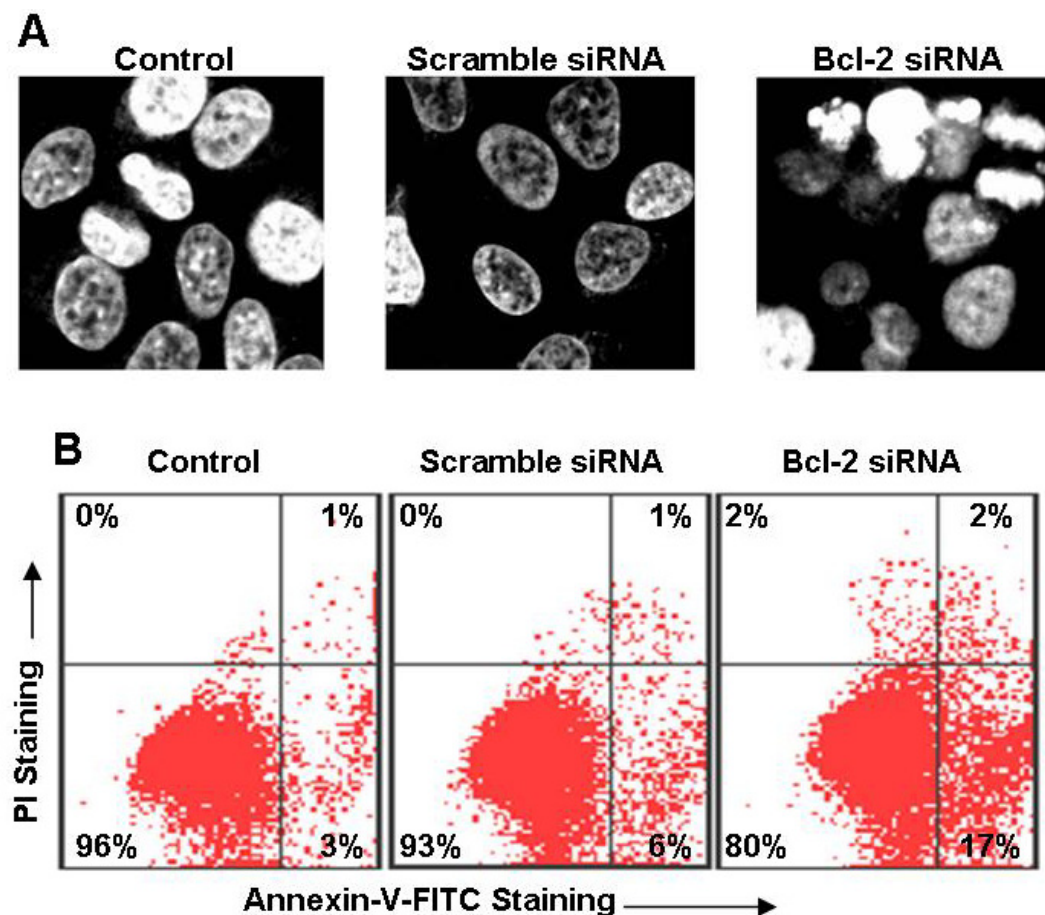 A
Control Scramble siRNA Bcl-2 siRNA
B
Control Scramble siRNA Bcl-2 siRNA
0% 1% 0% 1% 2% 2%
PI Staining
96% 3% 93% 6% 80% 17%
Annexin-V-FITC Staining